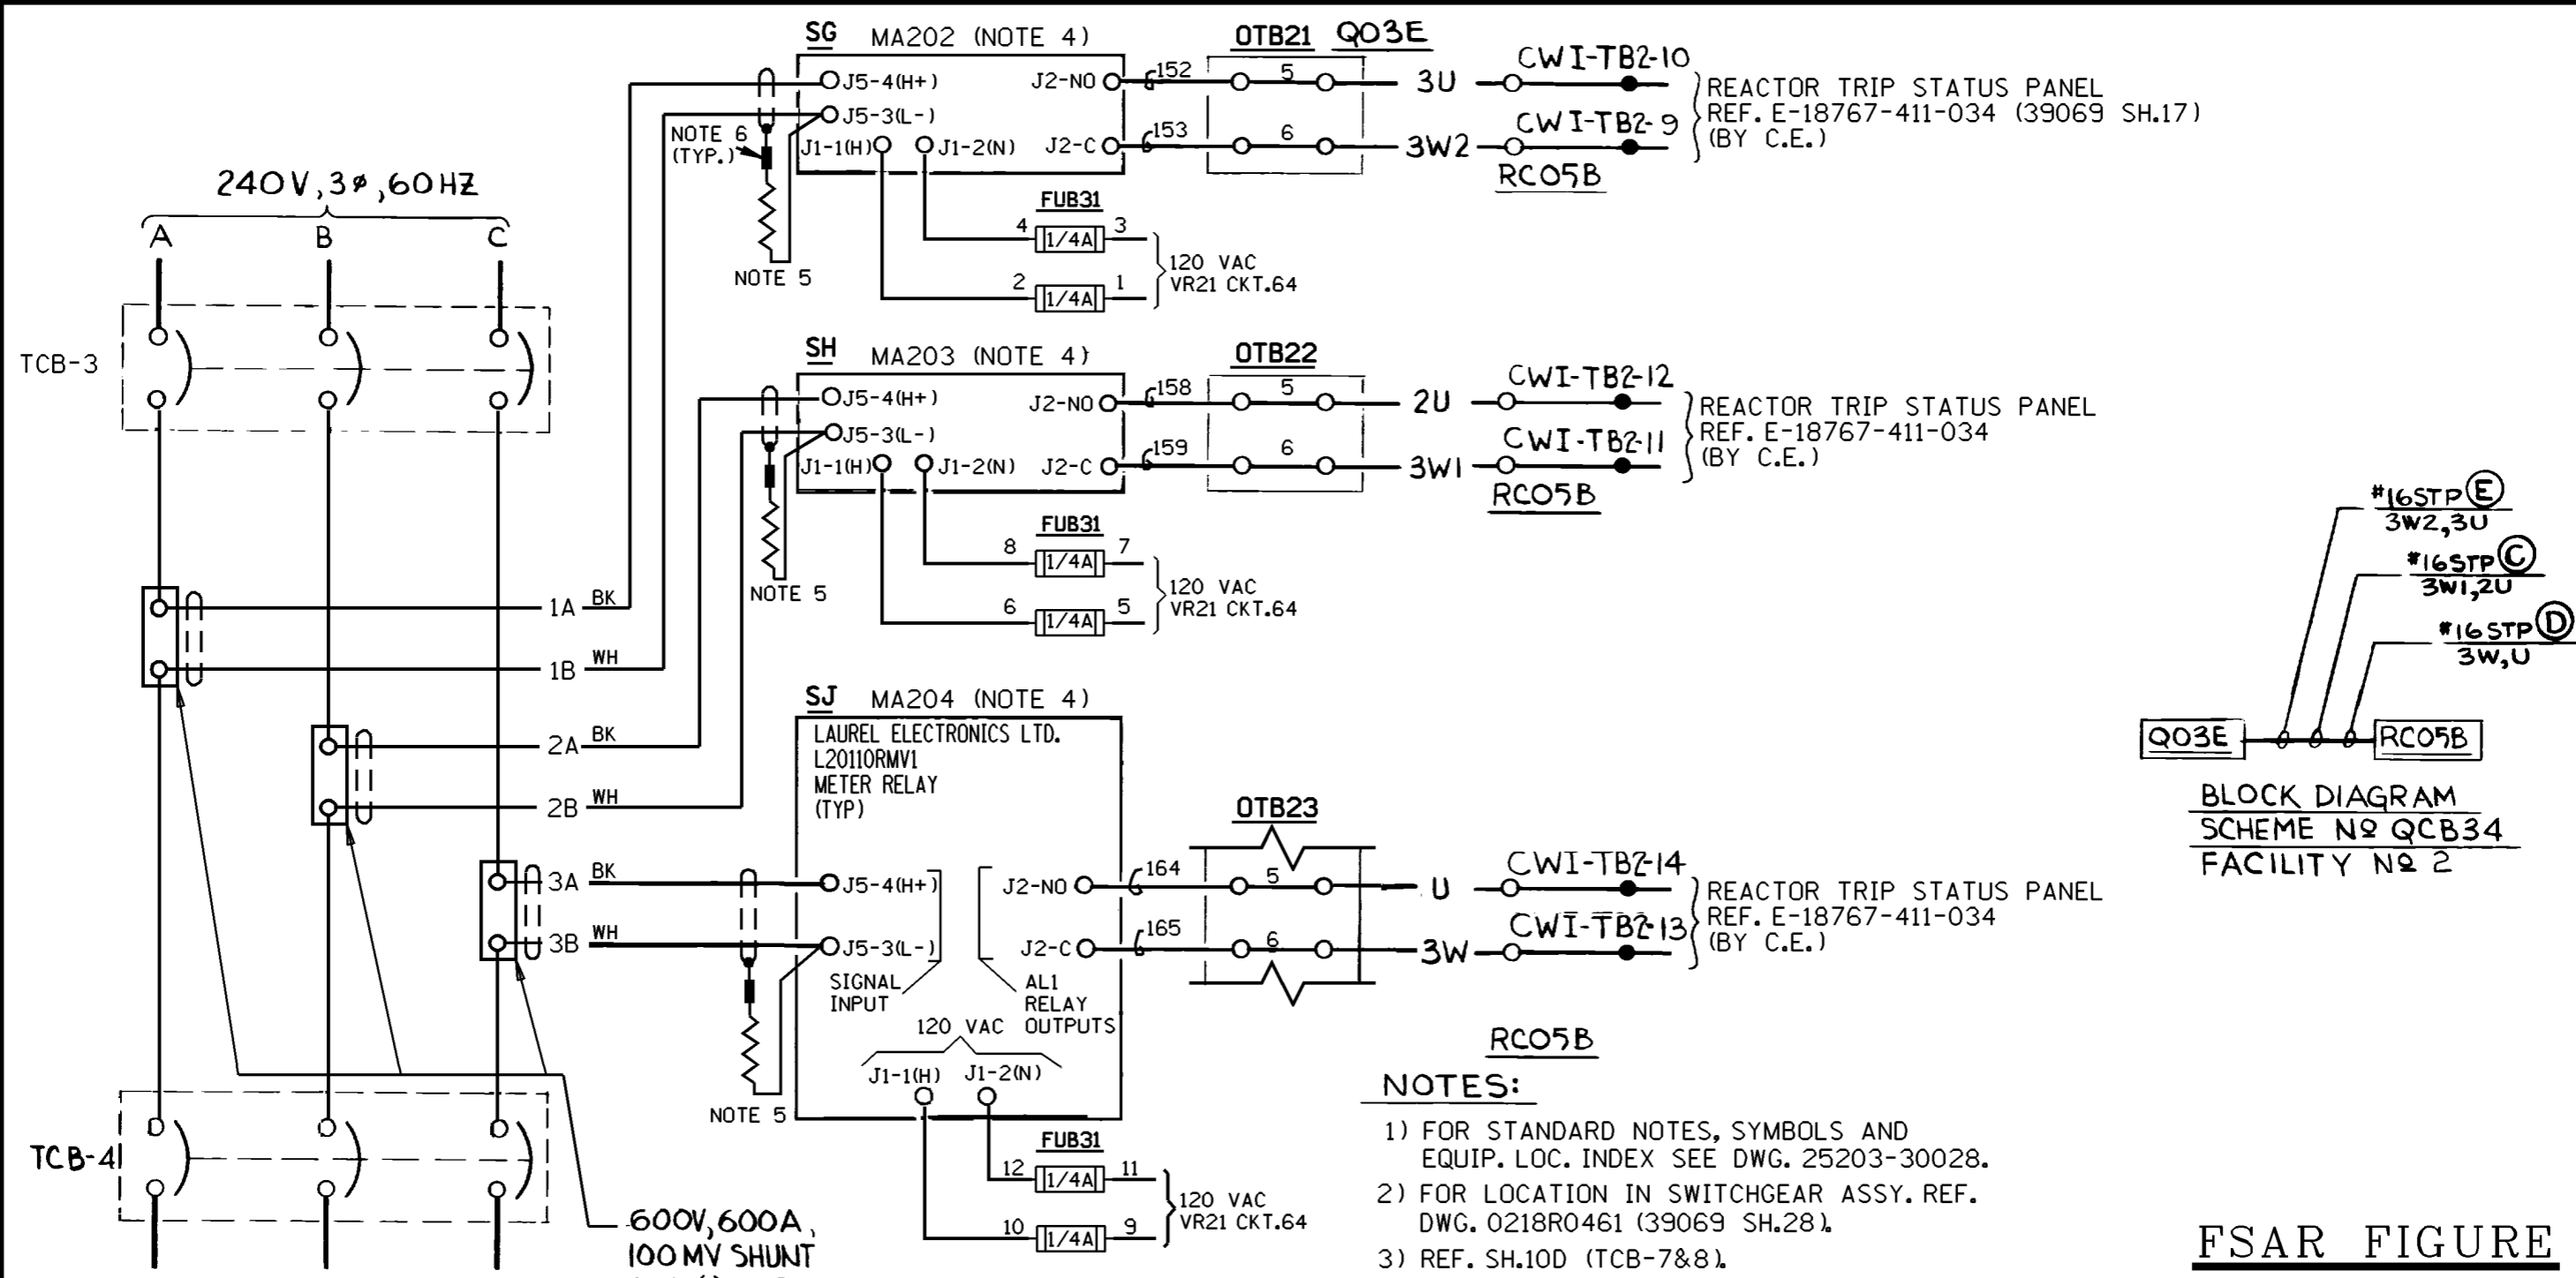 SG MA202 (NOTE 4)
OTB21 Q03E
J5-4(H+)
J5-3(L-)
J1-1(H)
J1-2(N)
J2-NO
J2-C
152
153
5
6
3U
3W2
CWI-TB2-10
CWI-TB2-9
RC05B
REACTOR TRIP STATUS PANEL
REF. E-18767-411-034 (39069 SH.17)
(BY C.E.)
NOTE 6
(TYP.)
NOTE 5
FUB31
4 1/4A 3
2 1/4A 1
120 VAC
VR21 CKT.64
240V,3ø,60HZ
A B C
TCB-3
SH MA203 (NOTE 4)
OTB22
J5-4(H+)
J5-3(L-)
J1-1(H)
J1-2(N)
J2-NO
J2-C
158
159
5
6
2U
3W1
CWI-TB2-12
CWI-TB2-11
RC05B
REACTOR TRIP STATUS PANEL
REF. E-18767-411-034
(BY C.E.)
NOTE 5
FUB31
8 1/4A 7
6 1/4A 5
120 VAC
VR21 CKT.64
1A BK
1B WH
2A BK
2B WH
3A BK
3B WH
SJ MA204 (NOTE 4)
LAUREL ELECTRONICS LTD.
L20110RMV1
METER RELAY
(TYP)
J5-4(H+)
J5-3(L-)
SIGNAL
INPUT
J2-NO
J2-C
AL1
RELAY
OUTPUTS
120 VAC
J1-1(H)
J1-2(N)
OTB23
164
165
5
6
U
3W
CWI-TB2-14
CWI-TB2-13
RC05B
REACTOR TRIP STATUS PANEL
REF. E-18767-411-034
(BY C.E.)
NOTE 5
FUB31
12 1/4A 11
10 1/4A 9
120 VAC
VR21 CKT.64
TCB-4
600V,600A,
100MV SHUNT
#16STP E
3W2,3U
#16STP C
3W1,2U
#16STP D
3W,U
Q03E
RC05B
BLOCK DIAGRAM
SCHEME Nº QCB34
FACILITY Nº 2
NOTES:
1) FOR STANDARD NOTES, SYMBOLS AND
EQUIP. LOC. INDEX SEE DWG. 25203-30028.
2) FOR LOCATION IN SWITCHGEAR ASSY. REF.
DWG. 0218R0461 (39069 SH.28).
3) REF. SH.10D (TCB-7&8).
FSAR FIGURE